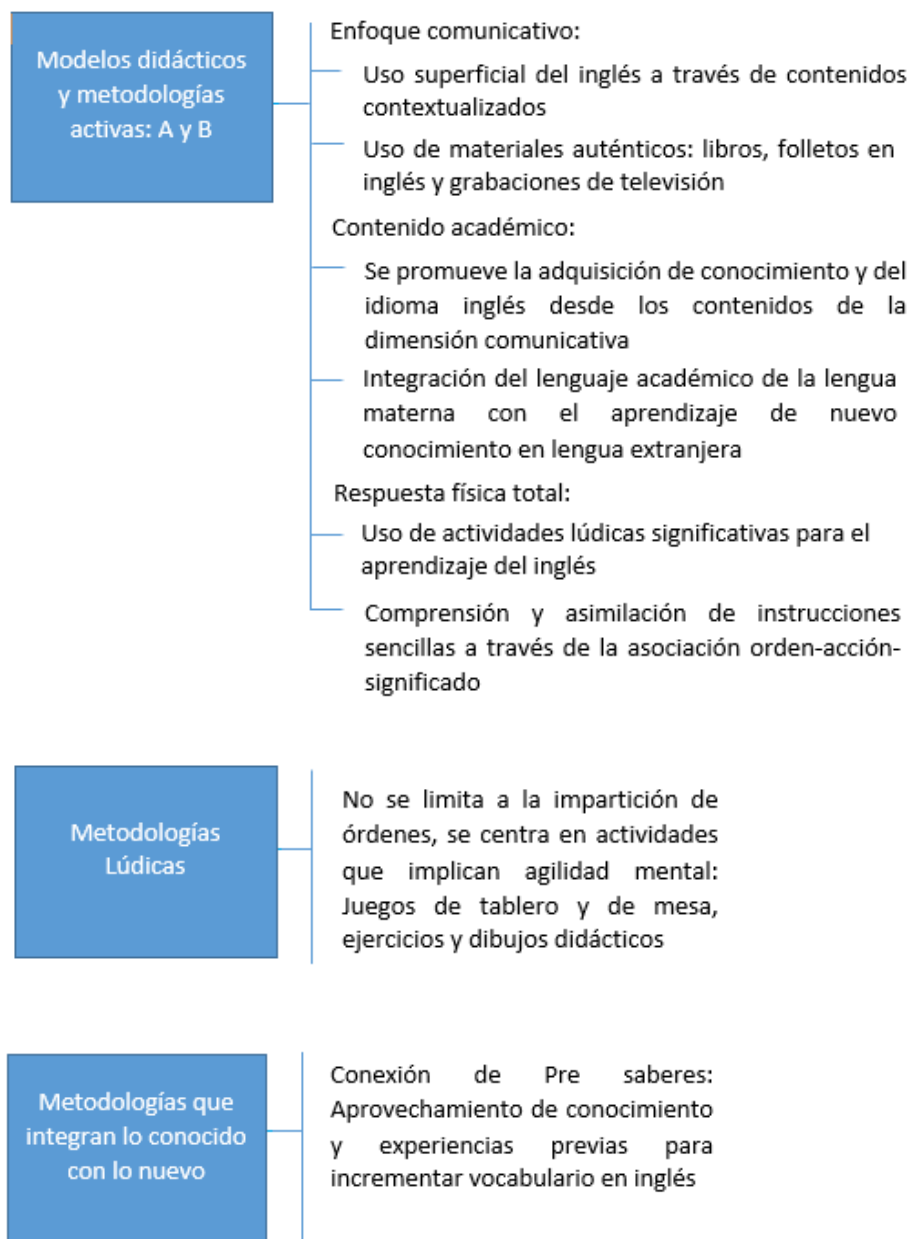 Modelos didácticos
y metodologías
activas: A y B
Enfoque comunicativo:
Uso superficial del inglés a través de contenidos
contextualizados
Uso de materiales auténticos: libros, folletos en
inglés y grabaciones de televisión
Contenido académico:
Se promueve la adquisición de conocimiento y del
idioma inglés desde los contenidos de la
dimensión comunicativa
Integración del lenguaje académico de la lengua
materna con el aprendizaje de nuevo
conocimiento en lengua extranjera
Respuesta física total:
Uso de actividades lúdicas significativas para el
aprendizaje del inglés
Comprensión y asimilación de instrucciones
sencillas a través de la asociación orden-acción-
significado
Metodologías
Lúdicas
No se limita a la impartición de
órdenes, se centra en actividades
que implican agilidad mental:
Juegos de tablero y de mesa,
ejercicios y dibujos didácticos
Metodologías que
integran lo conocido
con lo nuevo
Conexión de Pre saberes:
Aprovechamiento de conocimiento
y experiencias previas para
incrementar vocabulario en inglés